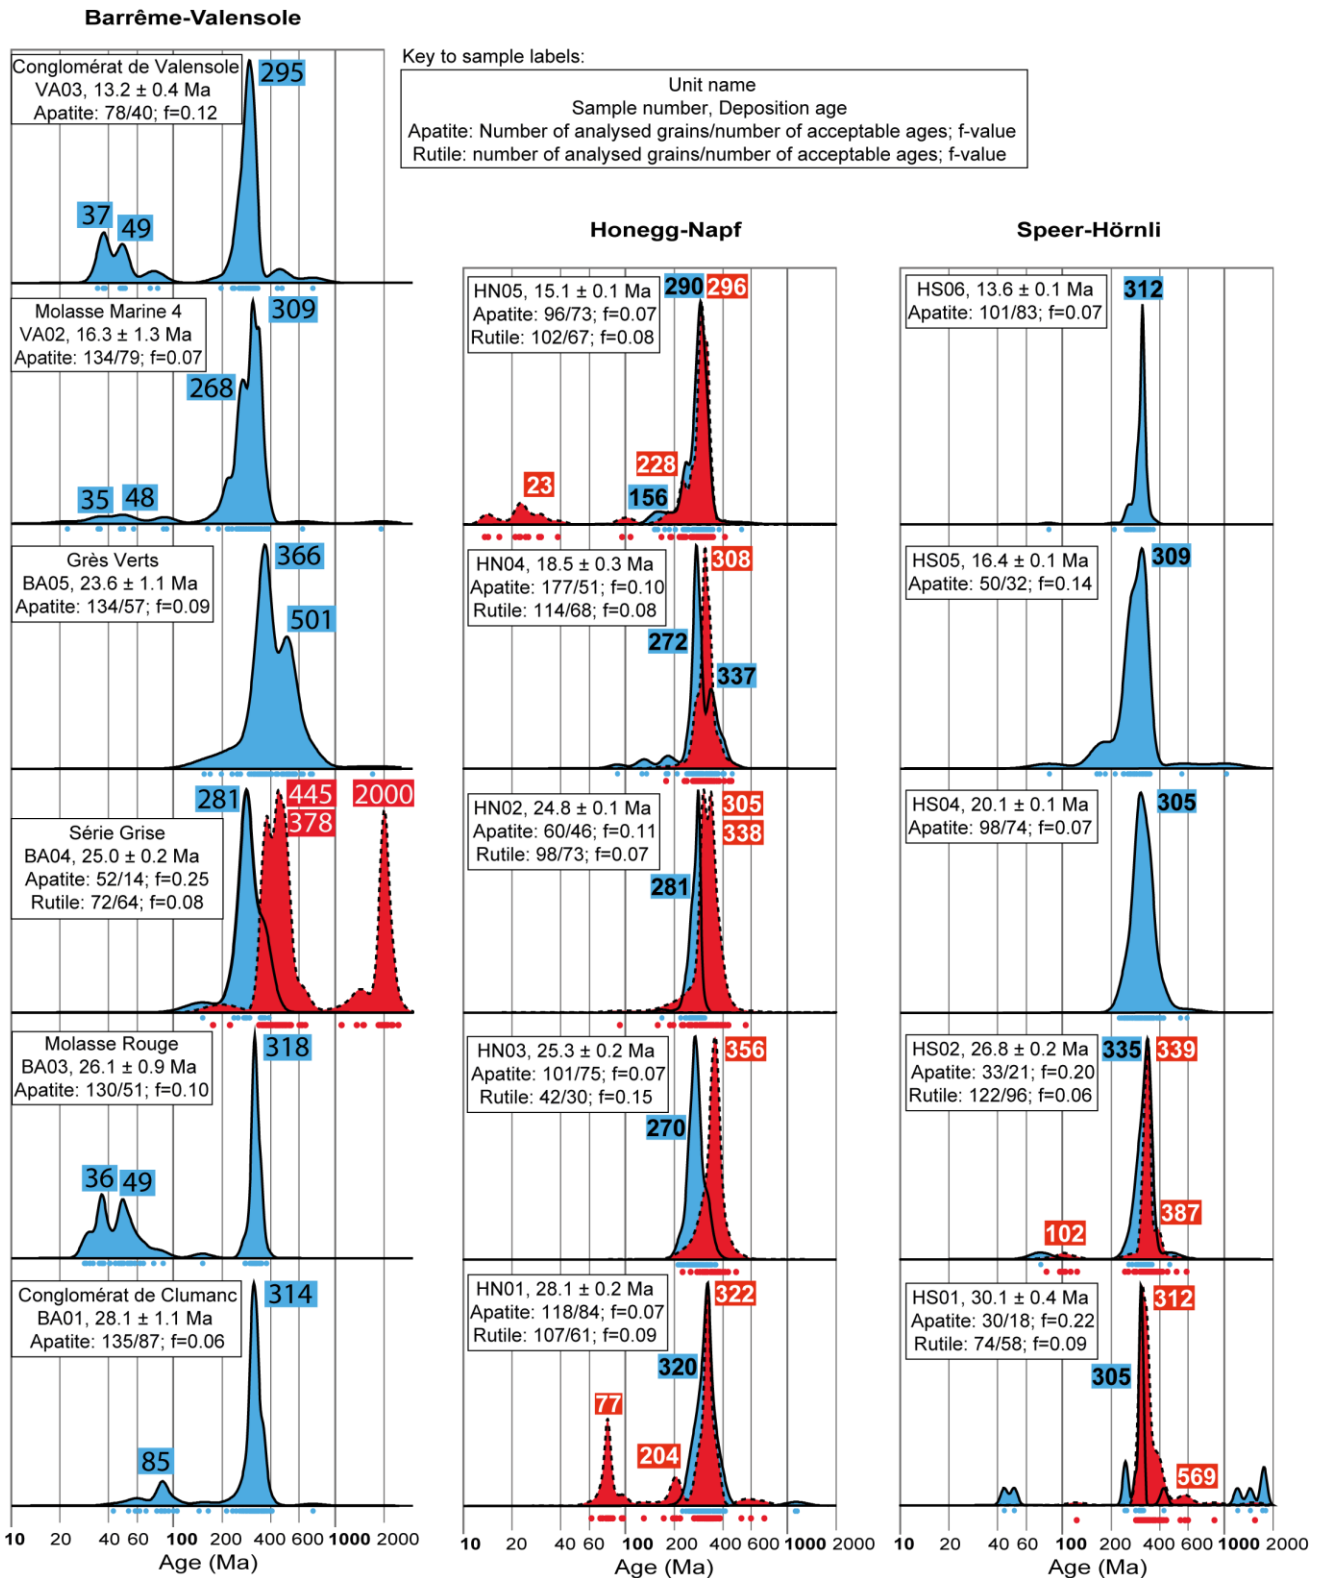 Barrême-Valensole
Key to sample labels:
Unit name
Sample number, Deposition age
Apatite: Number of analysed grains/number of acceptable ages; f-value
Rutile: number of analysed grains/number of acceptable ages; f-value
Conglomérat de Valensole
VA03, 13.2 ± 0.4 Ma
Apatite: 78/40; f=0.12
295
37
49
Molasse Marine 4
VA02, 16.3 ± 1.3 Ma
Apatite: 134/79; f=0.07
309
268
35
48
Grès Verts
BA05, 23.6 ± 1.1 Ma
Apatite: 134/57; f=0.09
366
501
Série Grise
BA04, 25.0 ± 0.2 Ma
Apatite: 52/14; f=0.25
Rutile: 72/64; f=0.08
281
445
378
2000
Molasse Rouge
BA03, 26.1 ± 0.9 Ma
Apatite: 130/51; f=0.10
318
36
49
Conglomérat de Clumanc
BA01, 28.1 ± 1.1 Ma
Apatite: 135/87; f=0.06
314
85
10 20 40 60 100 200 400 1000 2000
Age (Ma)
Honegg-Napf
HN05, 15.1 ± 0.1 Ma
Apatite: 96/73; f=0.07
Rutile: 102/67; f=0.08
290
296
228
23
156
HN04, 18.5 ± 0.3 Ma
Apatite: 177/51; f=0.10
Rutile: 114/68; f=0.08
308
272
337
HN02, 24.8 ± 0.1 Ma
Apatite: 60/46; f=0.11
Rutile: 98/73; f=0.07
305
338
281
HN03, 25.3 ± 0.2 Ma
Apatite: 101/75; f=0.07
Rutile: 42/30; f=0.15
356
270
HN01, 28.1 ± 0.2 Ma
Apatite: 118/84; f=0.07
Rutile: 107/61; f=0.09
322
320
77
204
10 20 40 60 100 200 400 600 1000 2000
Age (Ma)
Speer-Hörnli
HS06, 13.6 ± 0.1 Ma
Apatite: 101/83; f=0.07
312
HS05, 16.4 ± 0.1 Ma
Apatite: 50/32; f=0.14
309
HS04, 20.1 ± 0.1 Ma
Apatite: 98/74; f=0.07
305
HS02, 26.8 ± 0.2 Ma
Apatite: 33/21; f=0.20
Rutile: 122/96; f=0.06
335
339
387
102
HS01, 30.1 ± 0.4 Ma
Apatite: 30/18; f=0.22
Rutile: 74/58; f=0.09
312
305
569
10 20 40 60 100 200 400 600 1000 2000
Age (Ma)